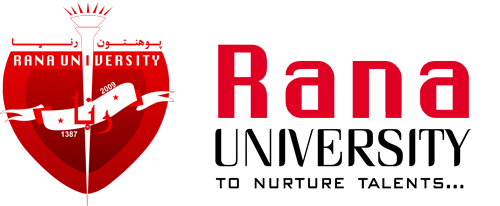 پوهنتون رنا
RANA UNIVERSITY
2009
1387
Rana
UNIVERSITY
TO NURTURE TALENTS...